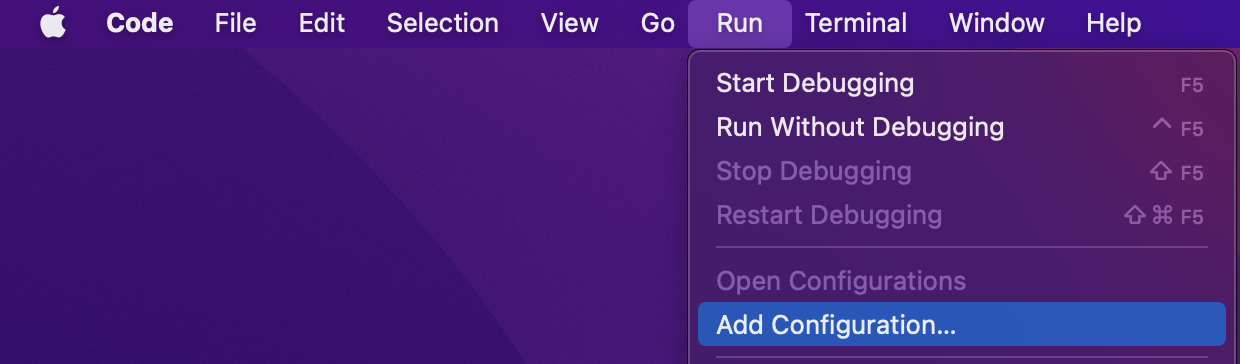 Code File Edit Selection View Go Run Terminal Window Help
Start Debugging F5
Run Without Debugging ^ F5
Stop Debugging ⇧ F5
Restart Debugging ⇧ ⌘ F5
Open Configurations
Add Configuration...